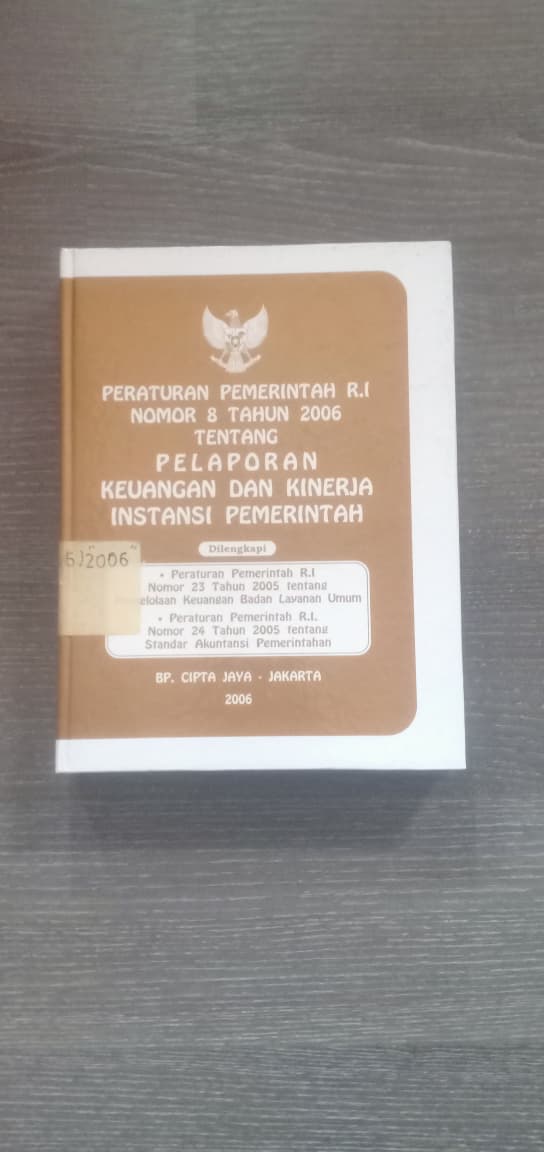 PERATURAN PEMERINTAH R.I
NOMOR 8 TAHUN 2006
TENTANG
PELAPORAN
KEUANGAN DAN KINERJA
INSTANSI PEMERINTAH
Dilengkapi
• Peraturan Pemerintah R.I
Nomor 23 Tahun 2005 tentang
Keuangan Badan Layanan Umum
• Peraturan Pemerintah R.I.
Nomor 24 Tahun 2005 tentang
Standar Akuntansi Pemerintahan
6)"2006"
BP. CIPTA JAYA - JAKARTA
2006